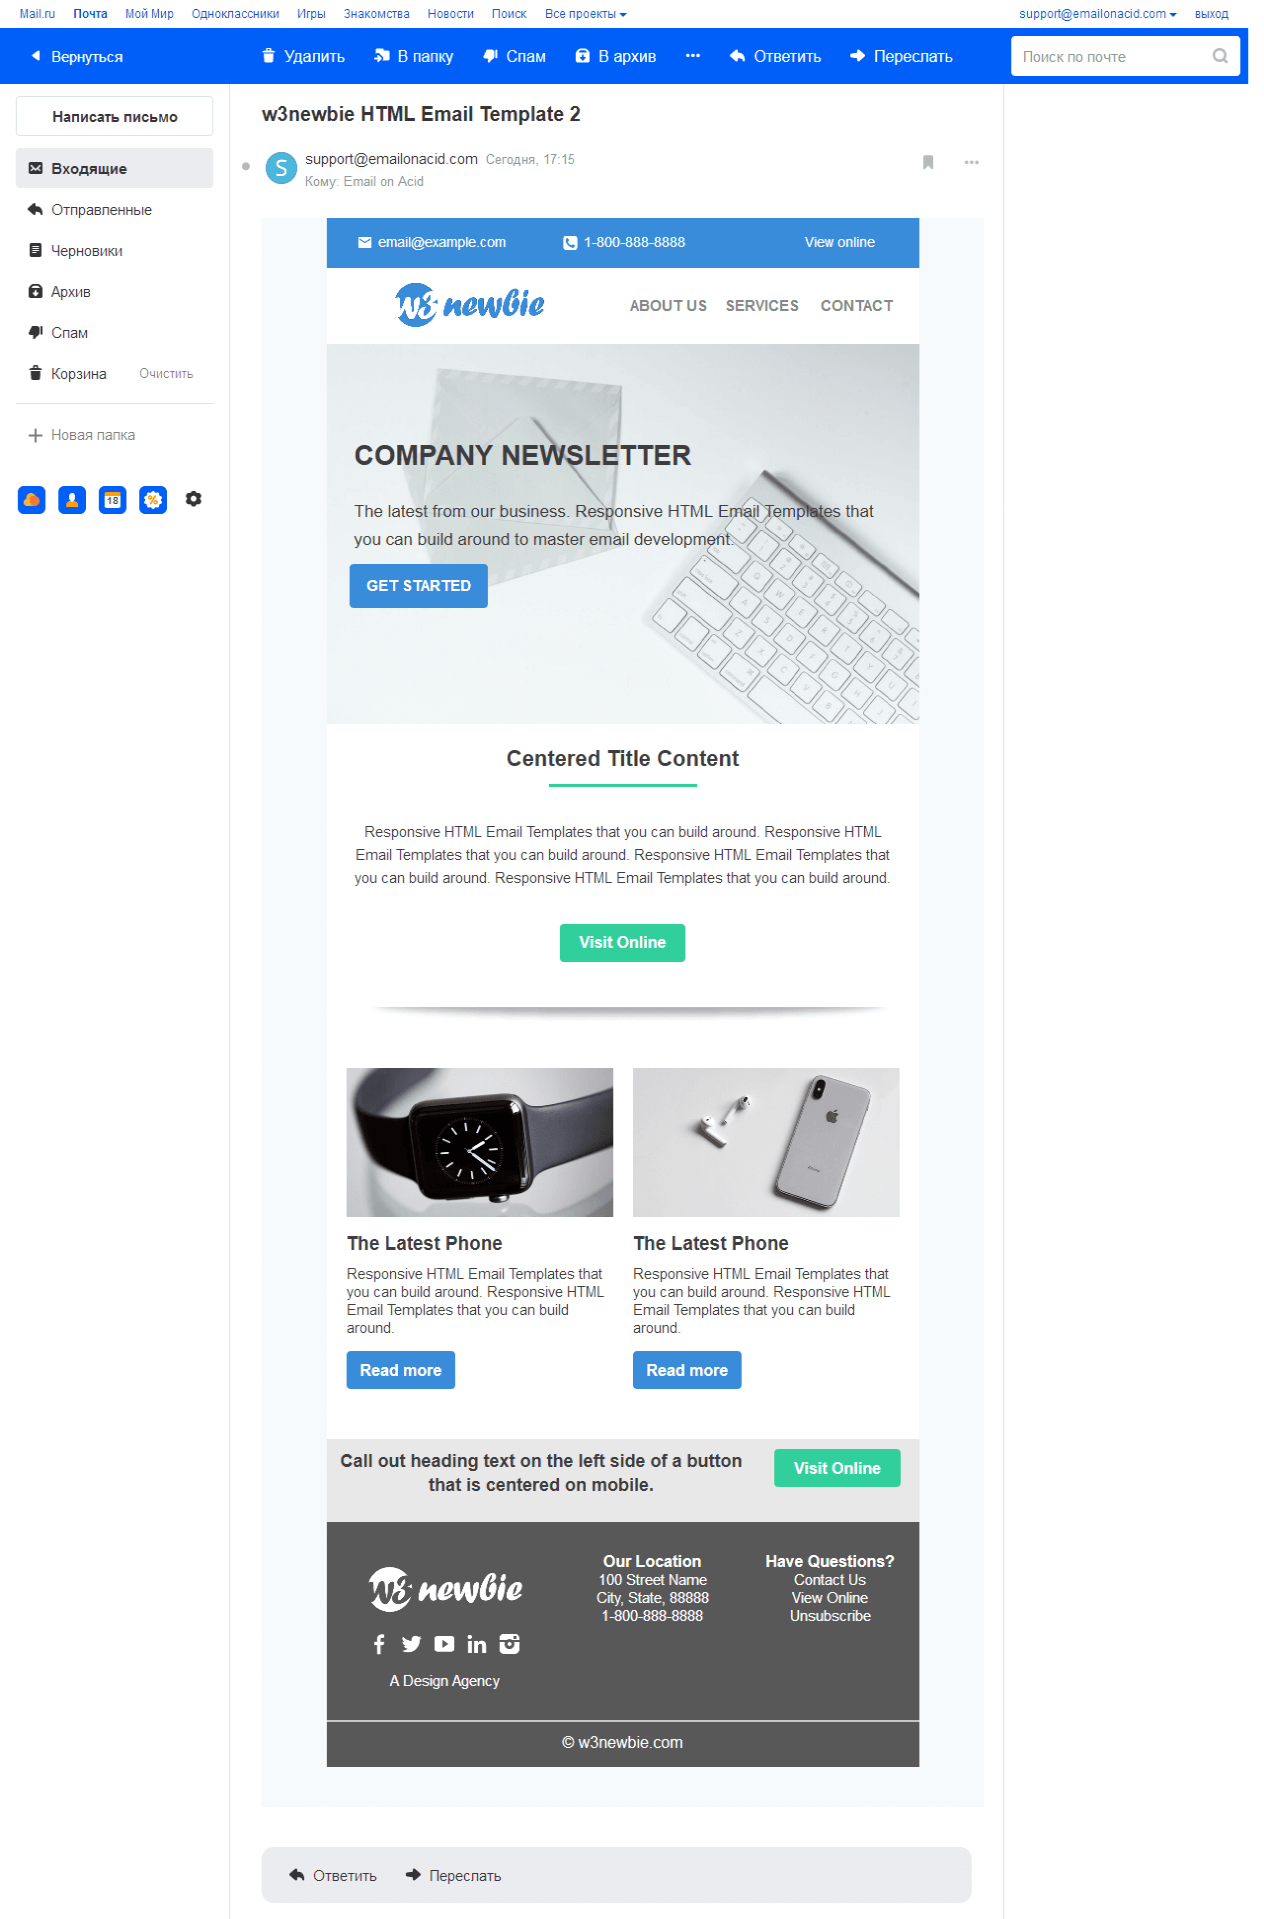 Mail.ru Почта Мой Мир Одноклассники Игры Знакомства Новости Поиск Все проекты support@emailonacid.com выход
Вернуться Удалить В папку Спам В архив ••• Ответить Переслать Поиск по почте
Написать письмо
Входящие
Отправленные
Черновики
Архив
Спам
Корзина Очистить
Новая папка
18 %
w3newbie HTML Email Template 2
S support@emailonacid.com Сегодня, 17:15
Кому: Email on Acid
email@example.com 1-800-888-8888 View online
w3 newbie ABOUT US SERVICES CONTACT
COMPANY NEWSLETTER
The latest from our business. Responsive HTML Email Templates that
you can build around to master email development.
GET STARTED
Centered Title Content
Responsive HTML Email Templates that you can build around. Responsive HTML
Email Templates that you can build around. Responsive HTML Email Templates that
you can build around. Responsive HTML Email Templates that you can build around.
Visit Online
The Latest Phone
Responsive HTML Email Templates that
you can build around. Responsive HTML
Email Templates that you can build
around.
Read more
The Latest Phone
Responsive HTML Email Templates that
you can build around. Responsive HTML
Email Templates that you can build
around.
Read more
Call out heading text on the left side of a button
that is centered on mobile.
Visit Online
w3 newbie
A Design Agency
Our Location
100 Street Name
City, State, 88888
1-800-888-8888
Have Questions?
Contact Us
View Online
Unsubscribe
© w3newbie.com
Ответить Переслать